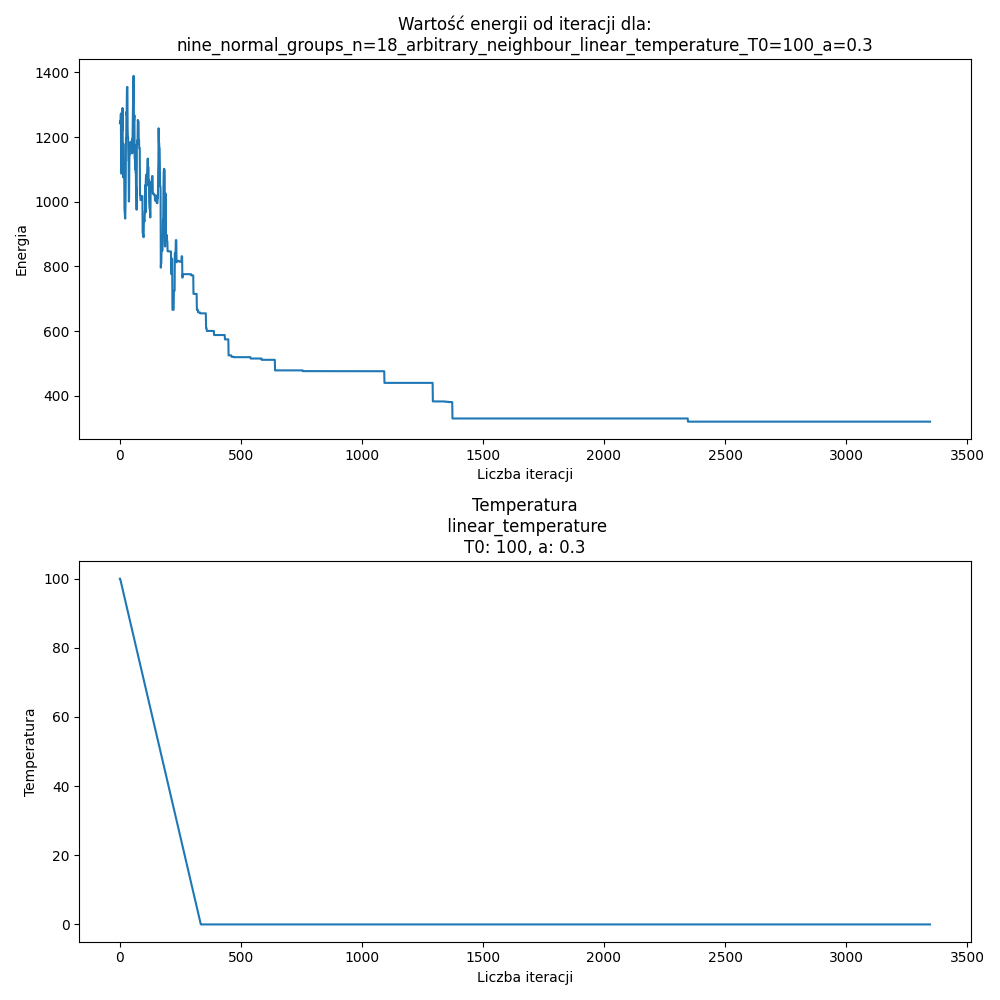 Wartość energii od iteracji dla:
nine_normal_groups_n=18_arbitrary_neighbour_linear_temperature_T0=100_a=0.3
1400
1200
1000
800
600
400
Energia
0 500 1000 1500 2000 2500 3000 3500
Liczba iteracji
Temperatura
linear_temperature
T0: 100, a: 0.3
100
80
60
40
20
0
Temperatura
0 500 1000 1500 2000 2500 3000 3500
Liczba iteracji